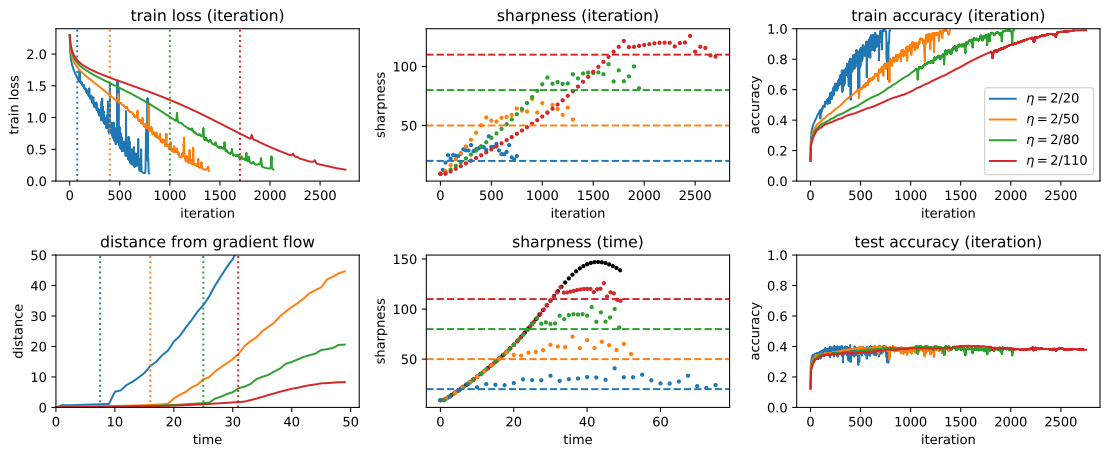 train loss (iteration)
train loss
2.0
1.5
1.0
0.5
0.0
0 500 1000 1500 2000 2500
iteration
sharpness (iteration)
sharpness
100
50
0 500 1000 1500 2000 2500
iteration
train accuracy (iteration)
accuracy
1.0
0.8
0.6
0.4
0.2
0.0
0 500 1000 1500 2000 2500
iteration
η = 2/20
η = 2/50
η = 2/80
η = 2/110
distance from gradient flow
distance
50
40
30
20
10
0
0 10 20 30 40 50
time
sharpness (time)
sharpness
150
100
50
0 20 40 60
time
test accuracy (iteration)
accuracy
1.0
0.8
0.6
0.4
0.2
0.0
0 500 1000 1500 2000 2500
iteration